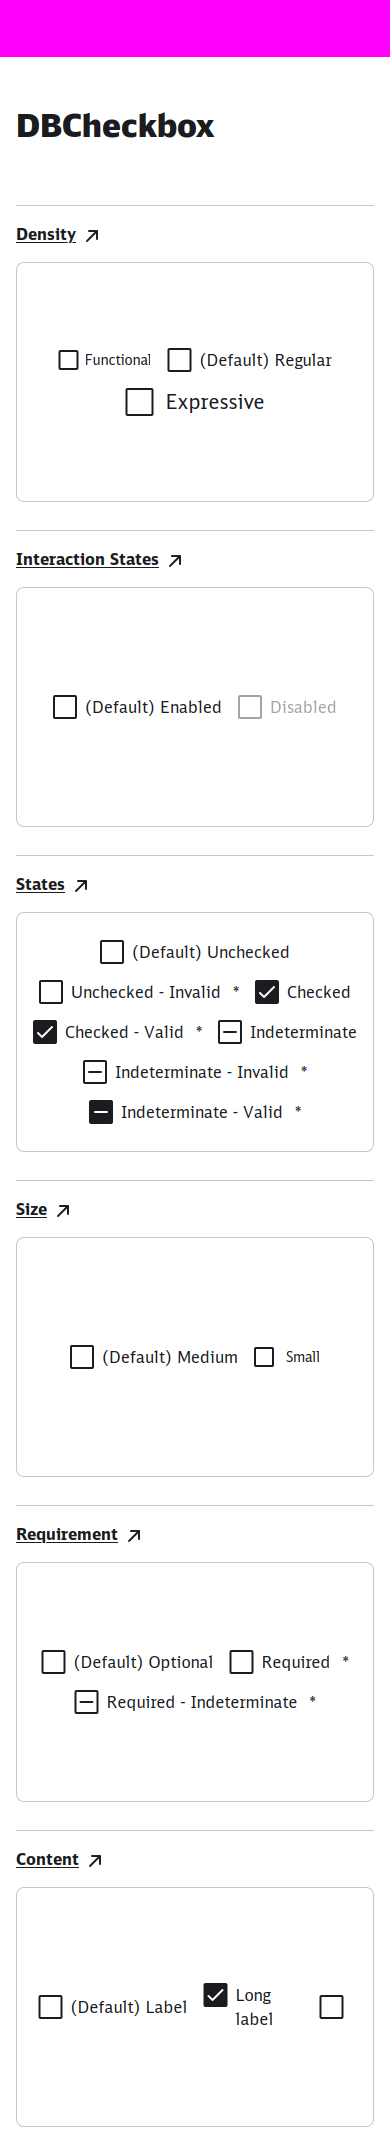 DBCheckbox
Density
Functional (Default) Regular
Expressive
Interaction States
(Default) Enabled Disabled
States
(Default) Unchecked
Unchecked - Invalid * Checked
Checked - Valid * Indeterminate
Indeterminate - Invalid *
Indeterminate - Valid *
Size
(Default) Medium Small
Requirement
(Default) Optional Required *
Required - Indeterminate *
Content
(Default) Label Long
label